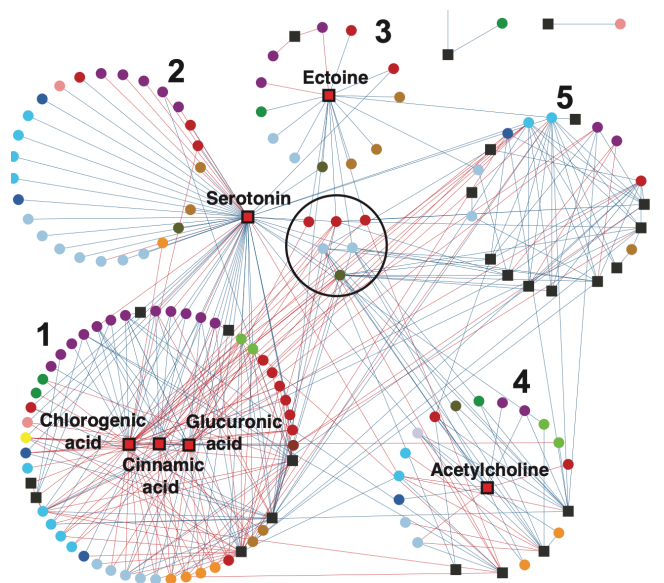 3
2
Ectoine
5
Serotonin
1
4
Chlorogenic
acid
Glucuronic
acid
Cinnamic
acid
Acetylcholine